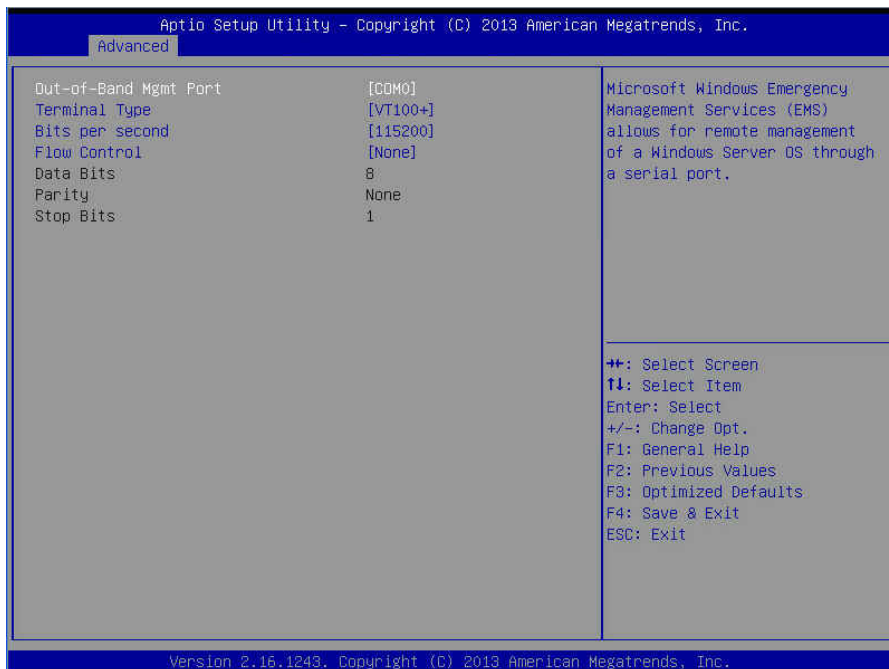 Aptio Setup Utility – Copyright (C) 2013 American Megatrends, Inc.
Advanced
Out-of-Band Mgmt Port [COM0]
Terminal Type [VT100+]
Bits per second [115200]
Flow Control [None]
Data Bits 8
Parity None
Stop Bits 1
Microsoft Windows Emergency
Management Services (EMS)
allows for remote management
of a Windows Server OS through
a serial port.
→←: Select Screen
↑↓: Select Item
Enter: Select
+/-: Change Opt.
F1: General Help
F2: Previous Values
F3: Optimized Defaults
F4: Save & Exit
ESC: Exit
Version 2.16.1243. Copyright (C) 2013 American Megatrends, Inc.